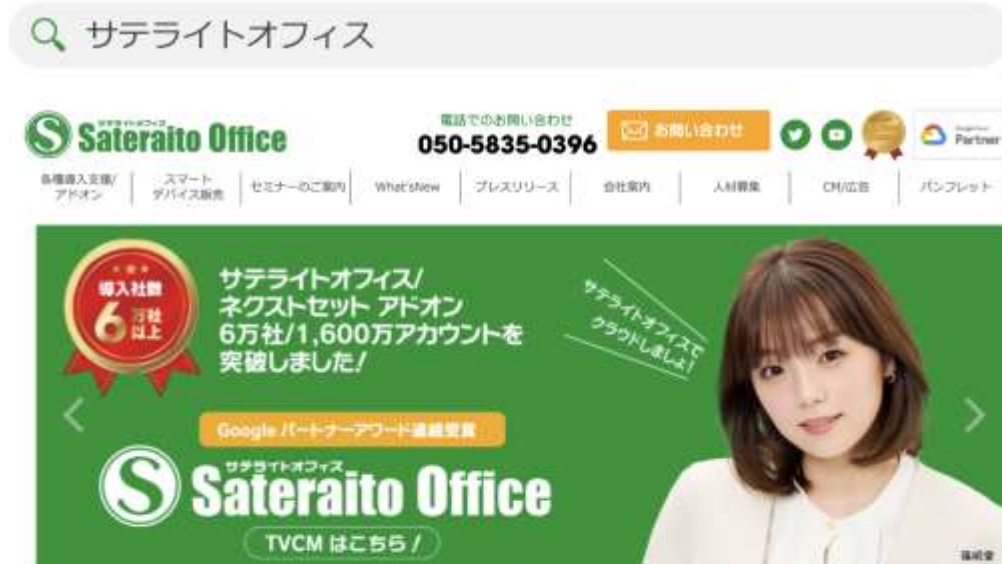 サテライトオフィス
サテライトオフィス
Sateraito Office
電話でのお問い合わせ
050-5835-0396
お問い合わせ
Partner
各種導入支援/
アドオン
スマート
デバイス販売
セミナーのご案内
What'sNew
プレスリリース
会社案内
人材募集
CM/広告
パンフレット
導入社数
6万社
以上
サテライトオフィス/
ネクストセット アドオン
6万社/1,600万アカウントを
突破しました!
サテライトオフィスで
クラウドしましょ!
Google パートナーアワード連続受賞
サテライトオフィス
Sateraito Office
TVCM はこちら /
篠崎愛